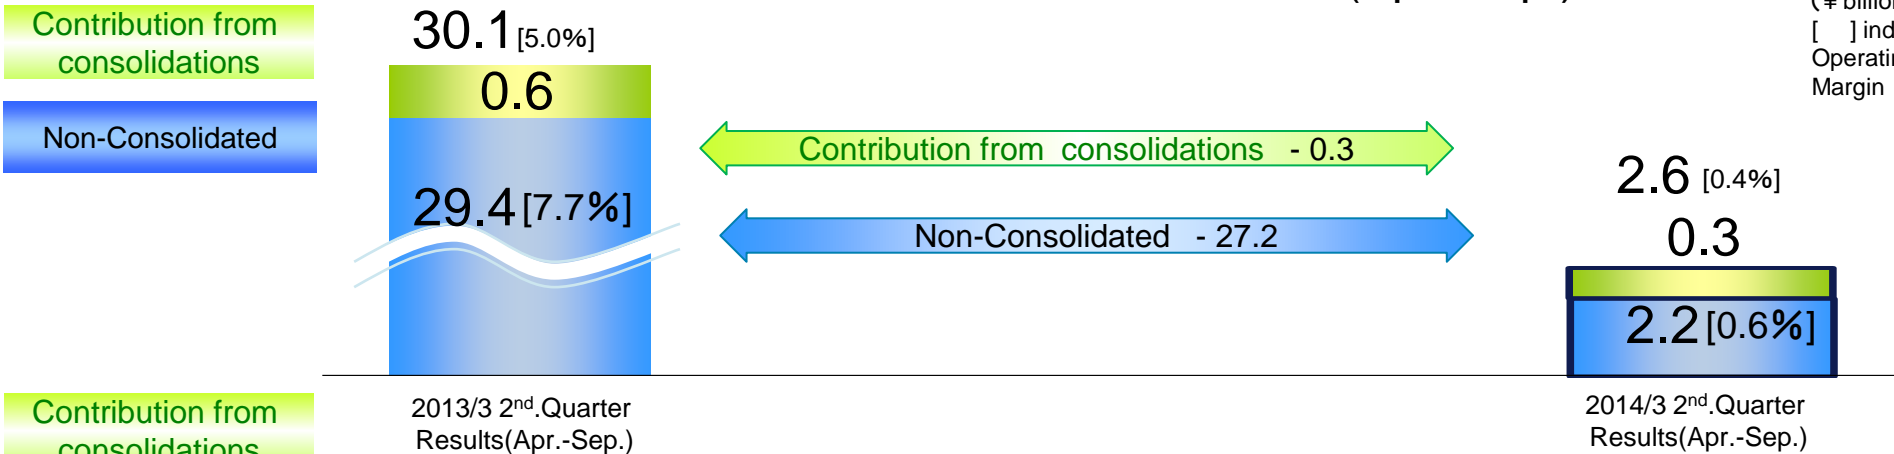 Contribution from
consolidations
Non-Consolidated
30.1 [5.0%]
0.6
29.4 [7.7%]
Contribution from consolidations - 0.3
Non-Consolidated - 27.2
[ ]
Margin
2.6 [0.4%]
0.3
2.2 [0.6%]
2013/3 2nd.Quarter
Results(Apr.-Sep.)
2014/3 2nd.Quarter
Results(Apr.-Sep.)
Contribution from
consolidations